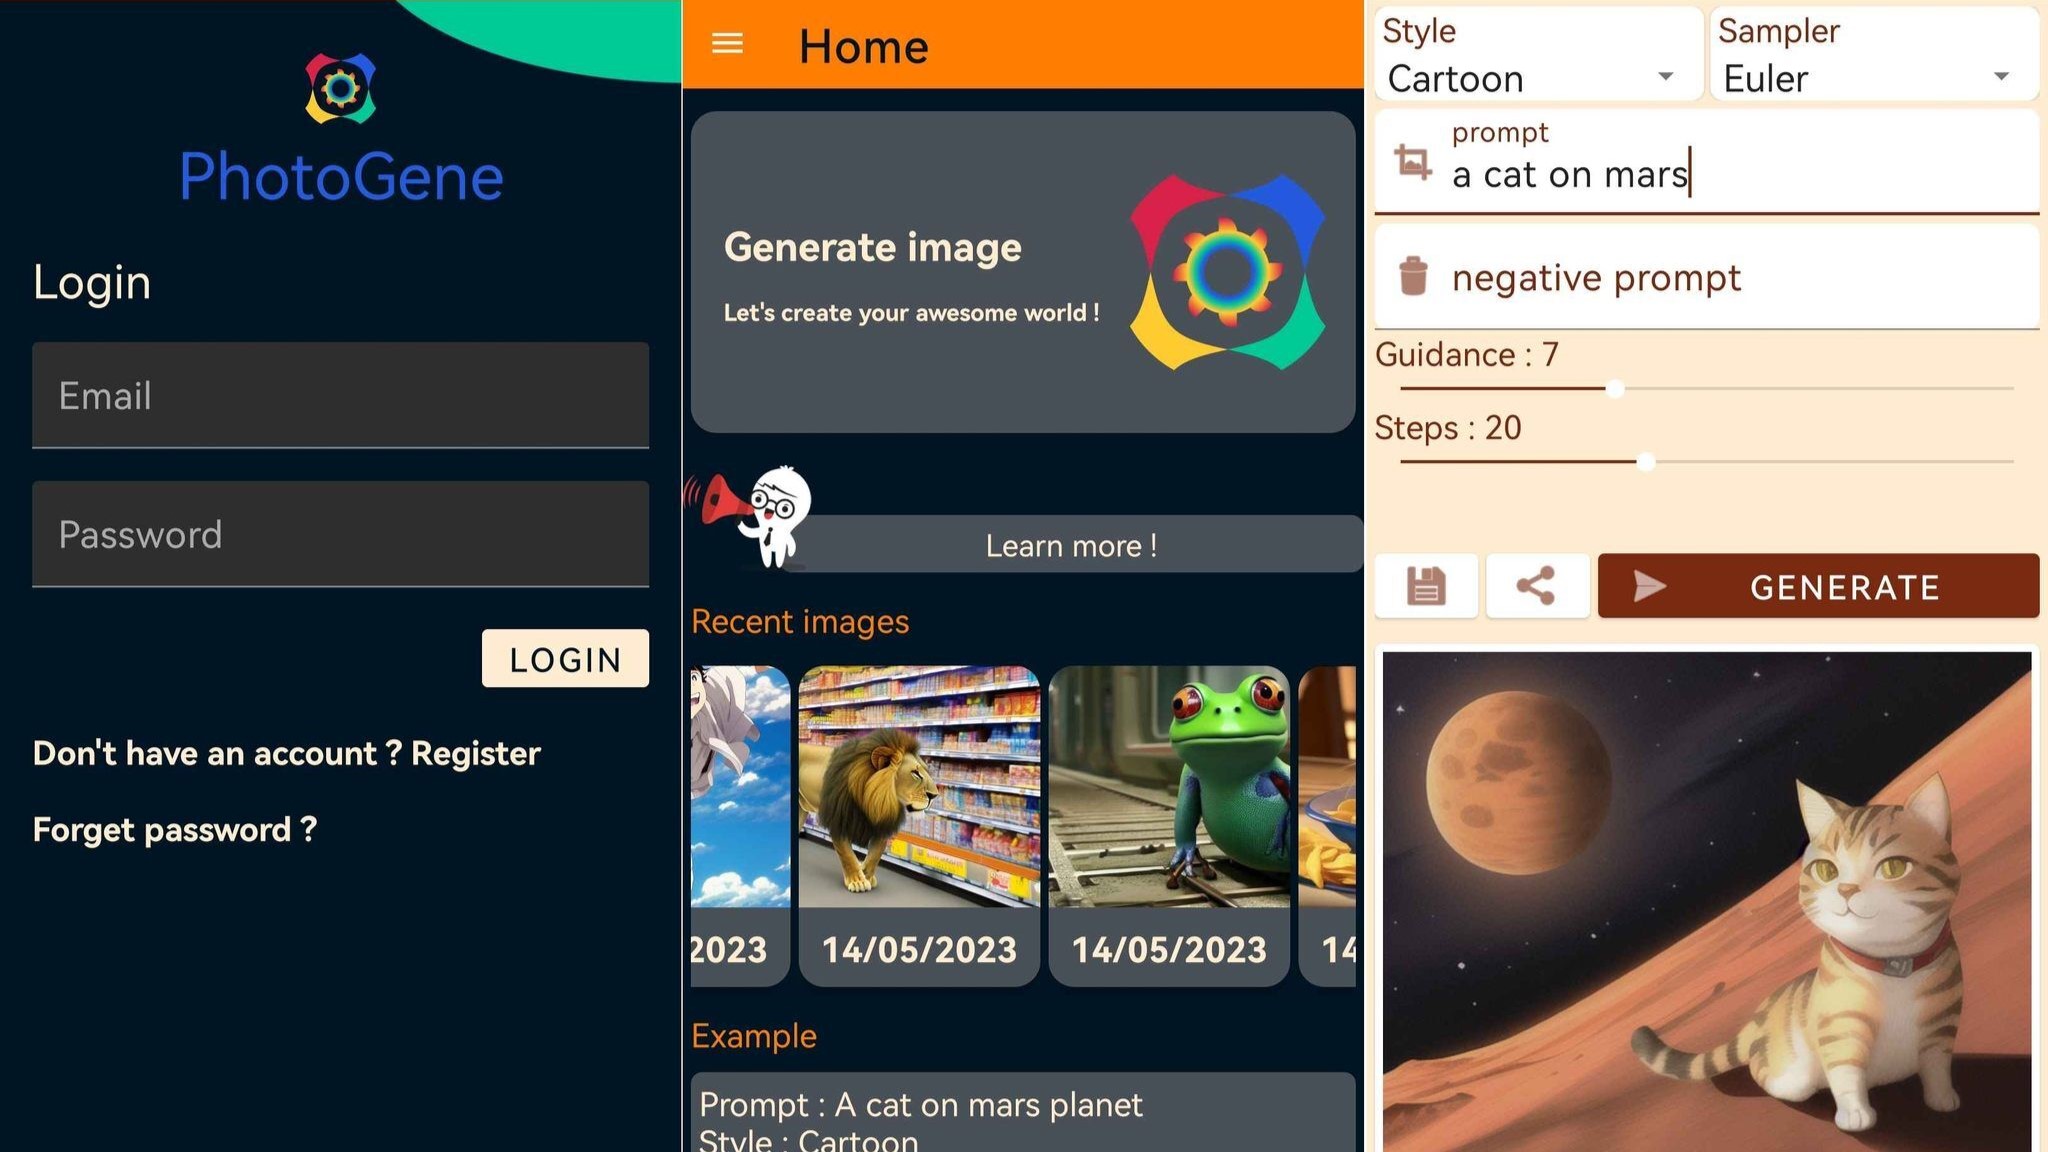 PhotoGene
Login
Email
Password
LOGIN
Don't have an account ? Register
Forget password ?
Home
Generate image
Let's create your awesome world !
Learn more !
Recent images
2023
14/05/2023
14/05/2023
14
Example
Prompt : A cat on mars planet
Style : Cartoon
Style
Cartoon
Sampler
Euler
prompt
a cat on mars
negative prompt
Guidance : 7
Steps : 20
GENERATE